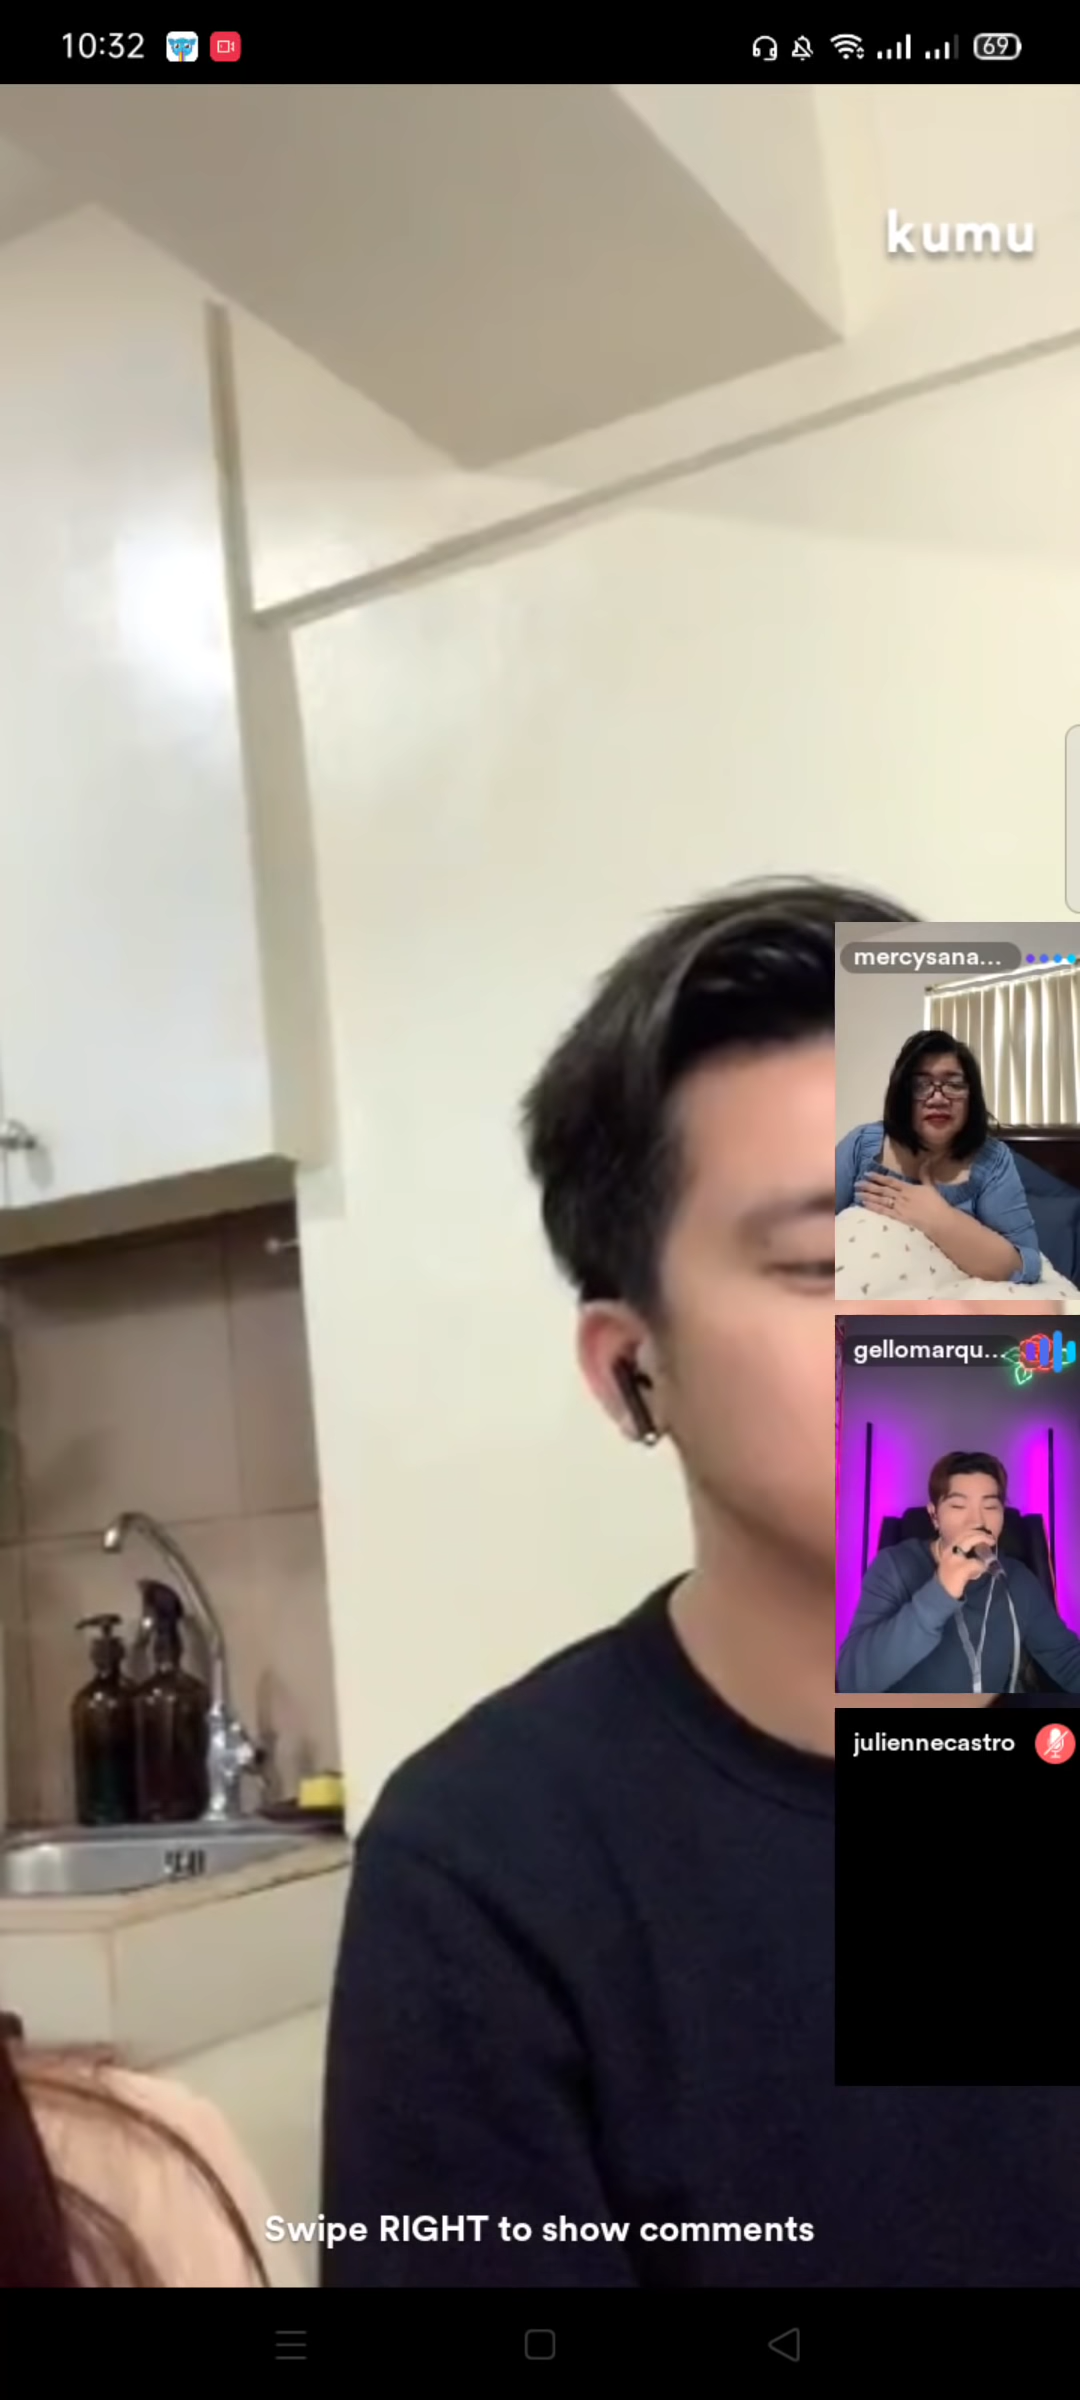 10:32
69
kumu
mercysana...
gellomarqu...
juliennecastro
Swipe RIGHT to show comments